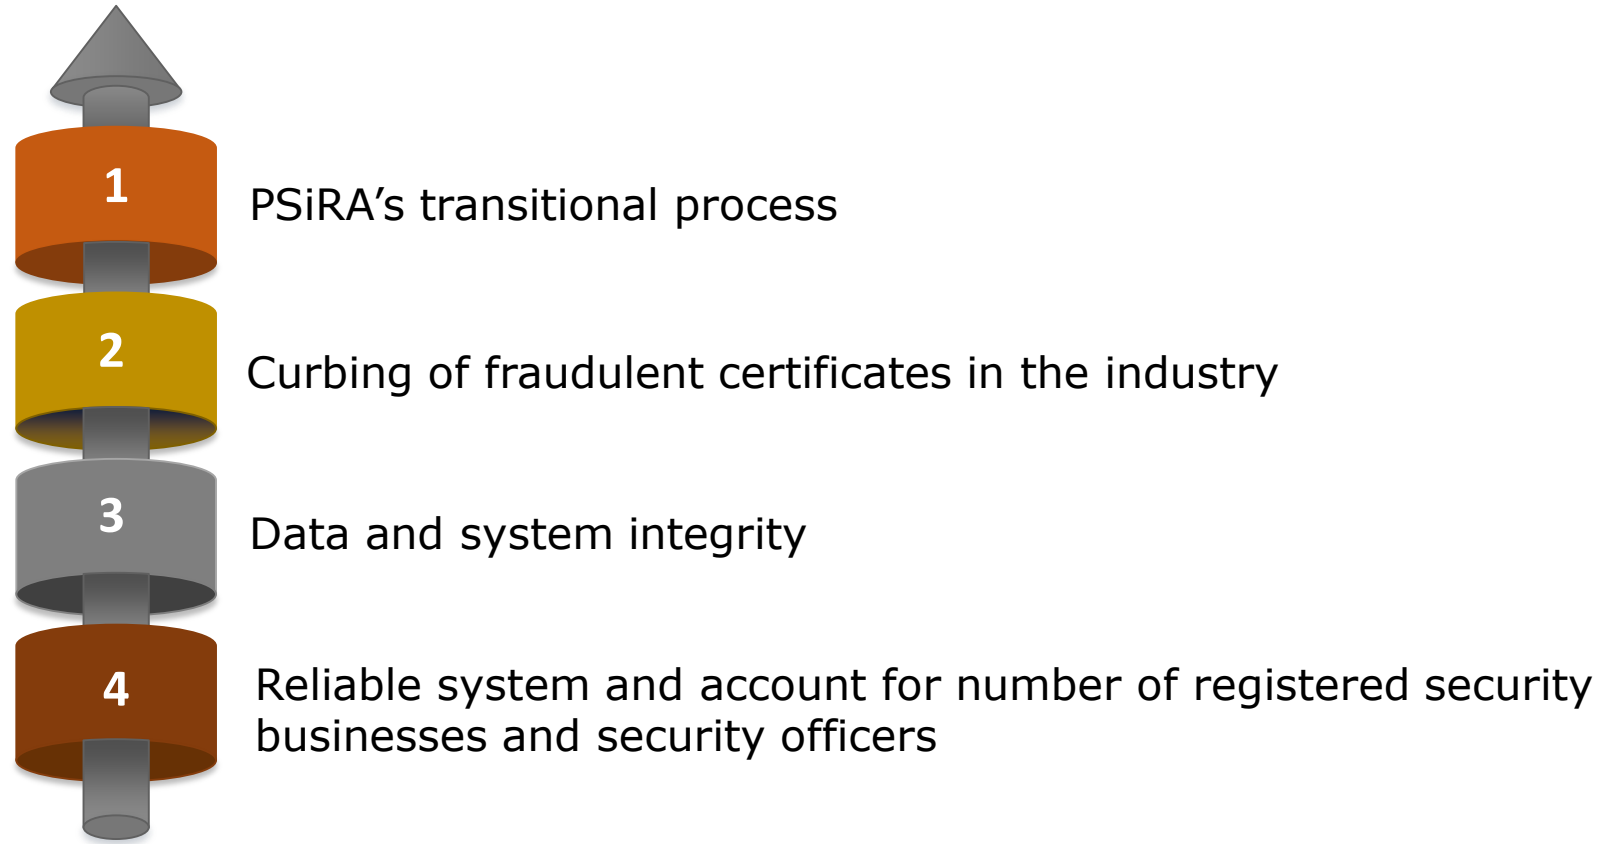 1
PSiRA’s transitional process
2
Curbing of fraudulent certificates in the industry
3
Data and system integrity
4
Reliable system and account for number of registered security
businesses and security officers